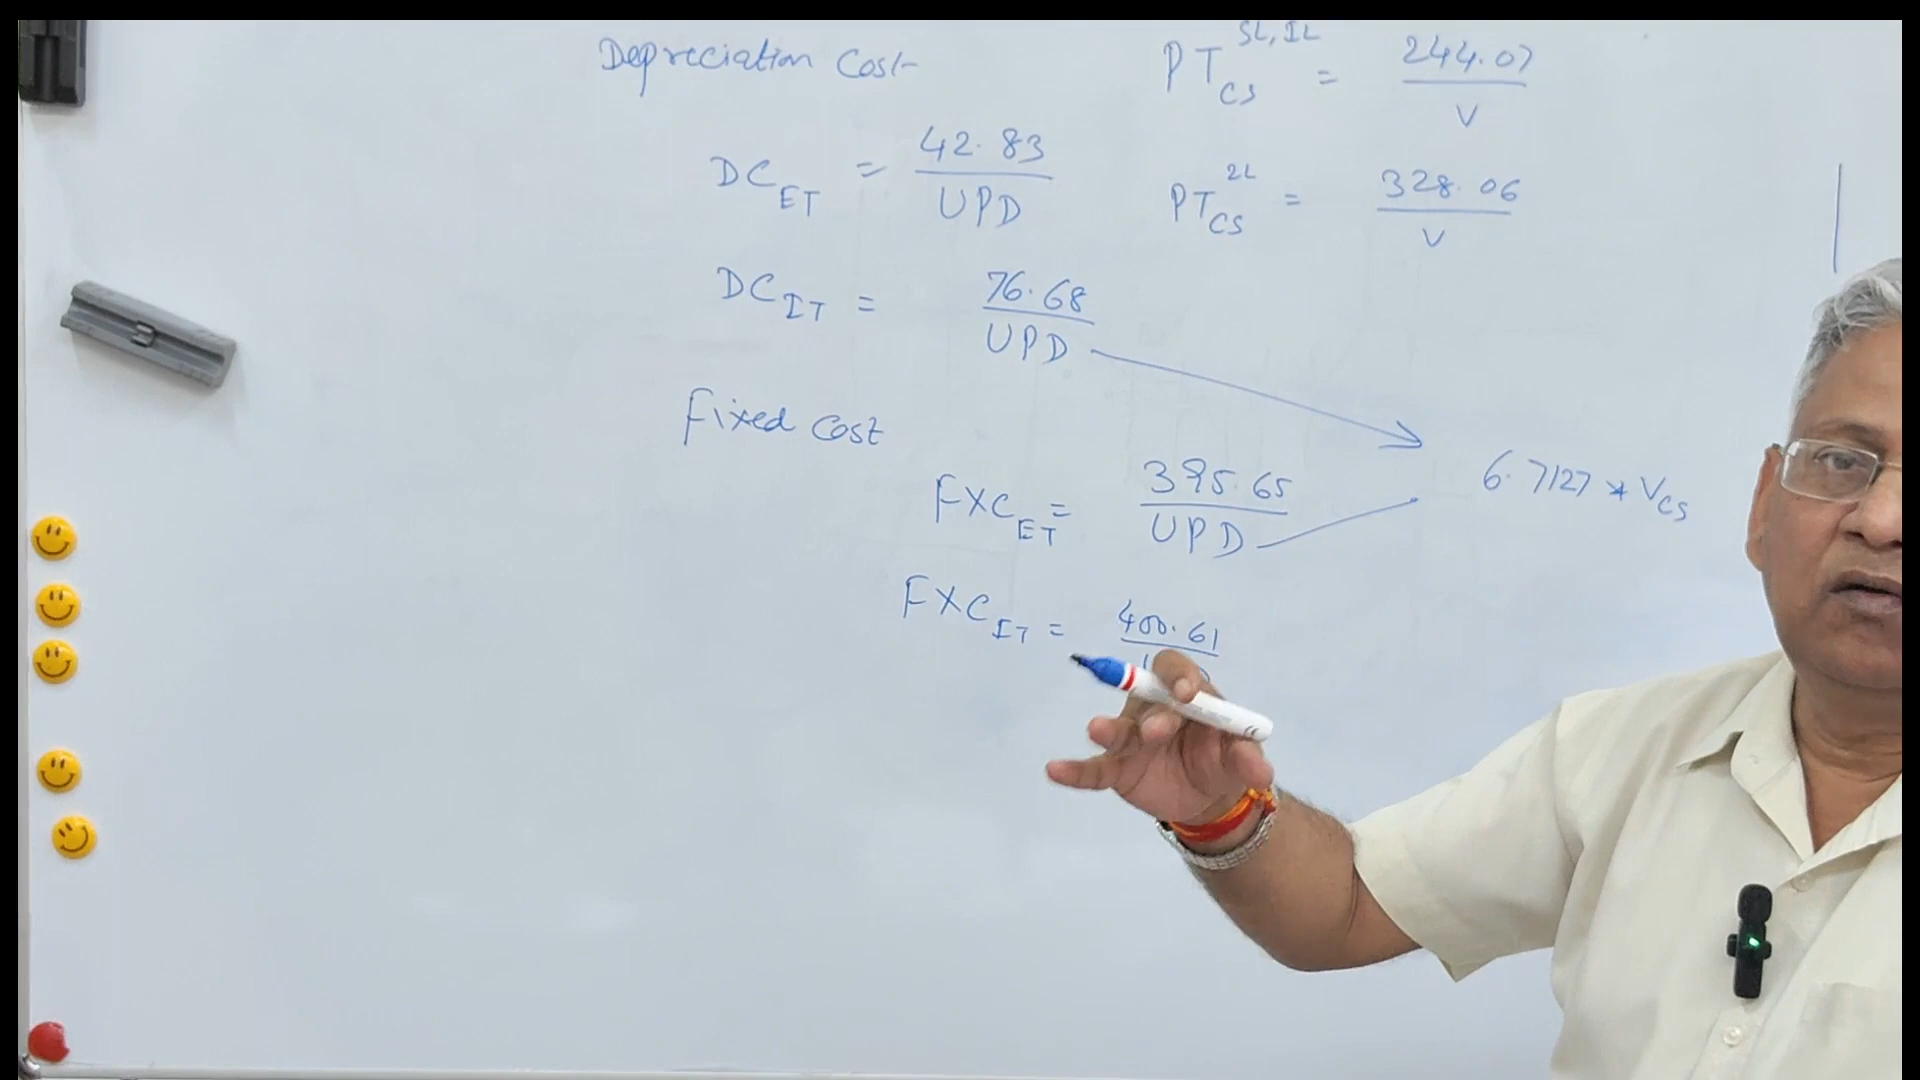 Depreciation Cost
DC_ET = 42.83 / UPD
DC_IT = 76.68 / UPD
Fixed Cost
FXC_ET = 395.65 / UPD
FXC_IT = 400.61
PT_CS^SL,IL = 244.07 / V
PT_CS^2L = 328.06 / V
6.7127 * V_CS